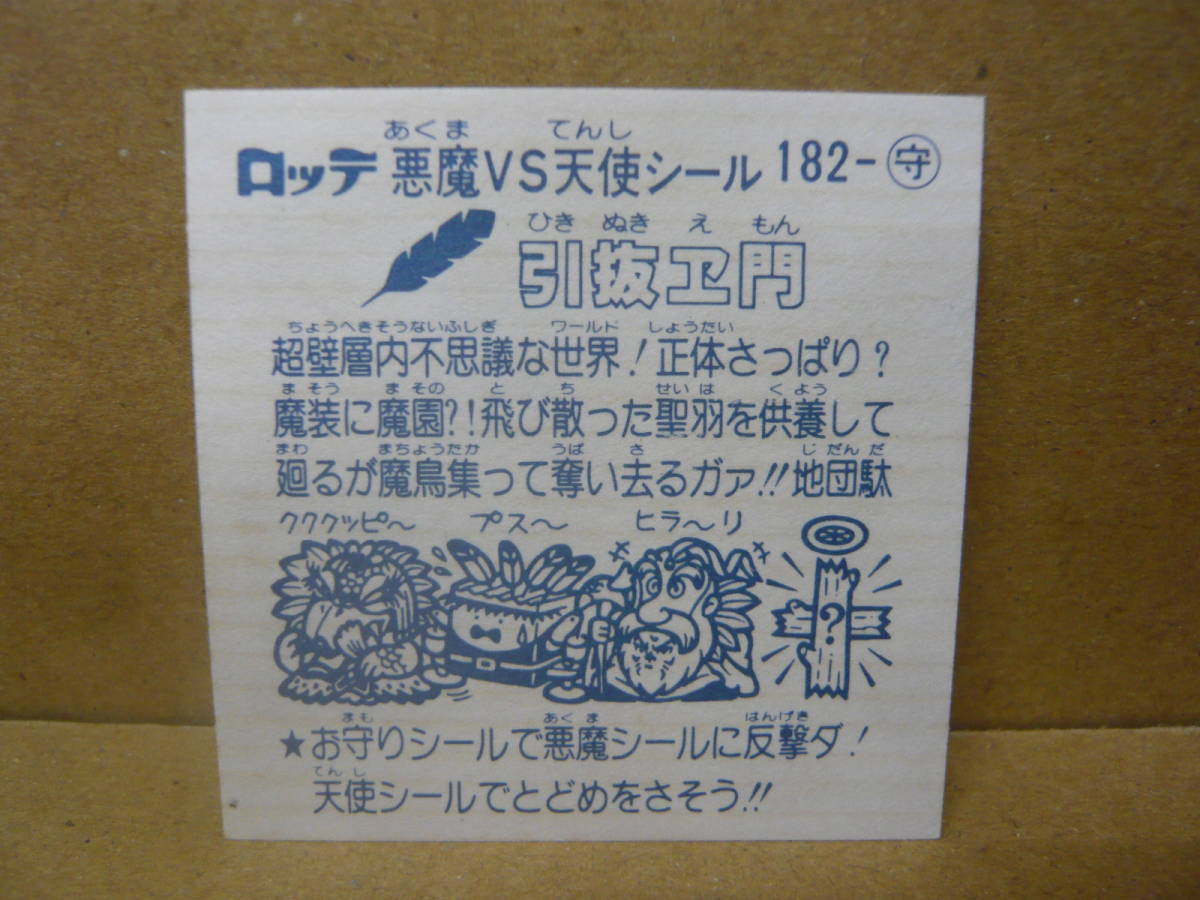 あくま てんし
ロッテ 悪魔VS天使シール 182-守
ひき ぬき え もん
引抜ヱ門
ちょうへきそうないふしぎ ワールド しょうたい
超壁層内不思議な世界!正体さっぱり?
まそう まその と ち せいは くよう
魔装に魔園?!飛び散った聖羽を供養して
まわ まちょうたか うば さ じだんだ
廻るが魔鳥集って奪い去るガァ!!地団駄
クククッピ〜 プス〜 ヒラ〜リ
?
まも あくま はんげき
★お守りシールで悪魔シールに反撃ダ!
てんし
天使シールでとどめをさそう!!